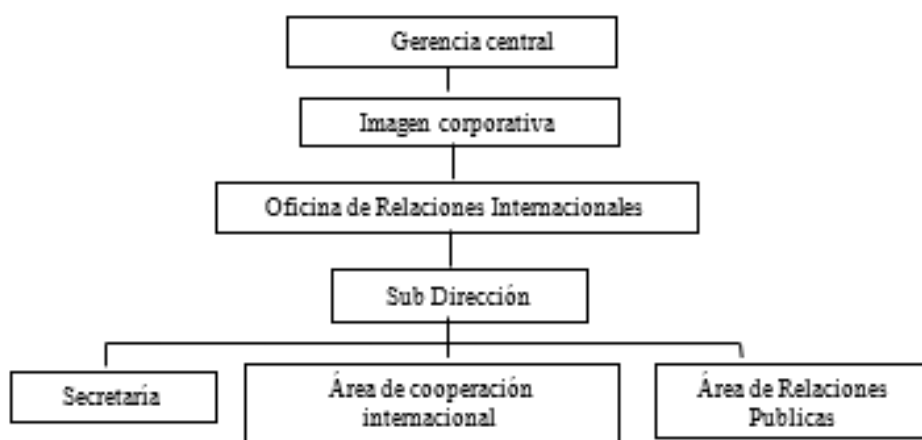 Gerencia central
Imagen corporativa
Oficina de Relaciones Internacionales
Sub Dirección
Secretaría
Área de cooperación
internacional
Área de Relaciones
Publicas